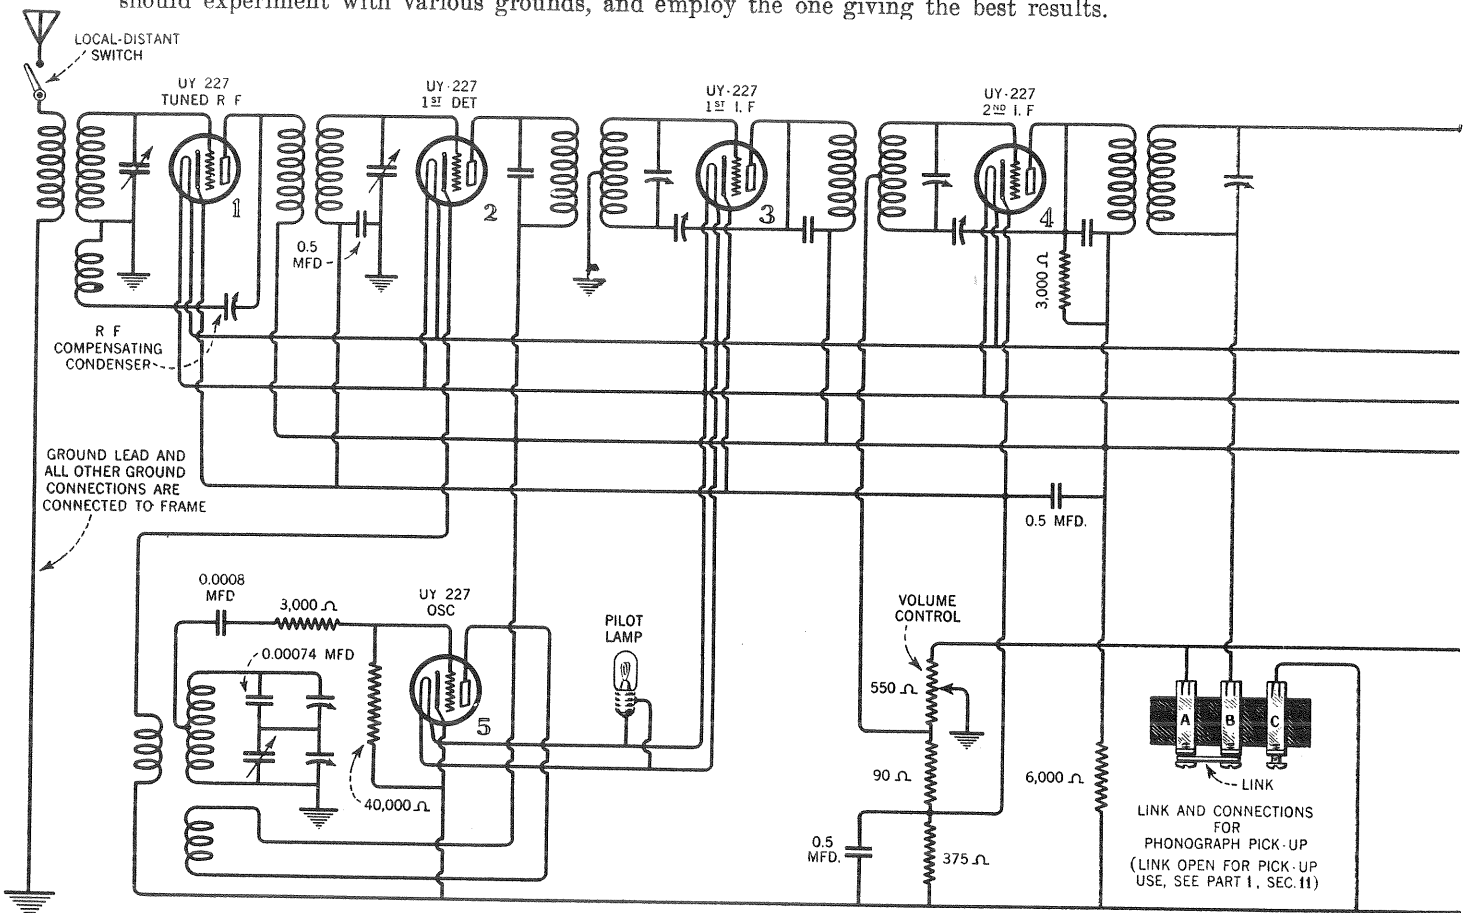 should experiment with various grounds, and employ the one giving the best results.
LOCAL-DISTANT
SWITCH
UY 227
TUNED R F
UY-227
1ST DET
UY-227
1ST I.F
UY-227
2ND I.F
1
2
3
4
0.5
MFD
3,000 Ω
R F
COMPENSATING
CONDENSER
GROUND LEAD AND
ALL OTHER GROUND
CONNECTIONS ARE
CONNECTED TO FRAME
0.5 MFD.
0.0008
MFD
3,000 Ω
UY 227
OSC
0.00074 MFD
PILOT
LAMP
VOLUME
CONTROL
550 Ω
5
A B C
90 Ω
6,000 Ω
LINK
40,000 Ω
LINK AND CONNECTIONS
FOR
PHONOGRAPH PICK-UP
(LINK OPEN FOR PICK-UP
USE, SEE PART 1, SEC.11)
0.5
MFD.
375 Ω